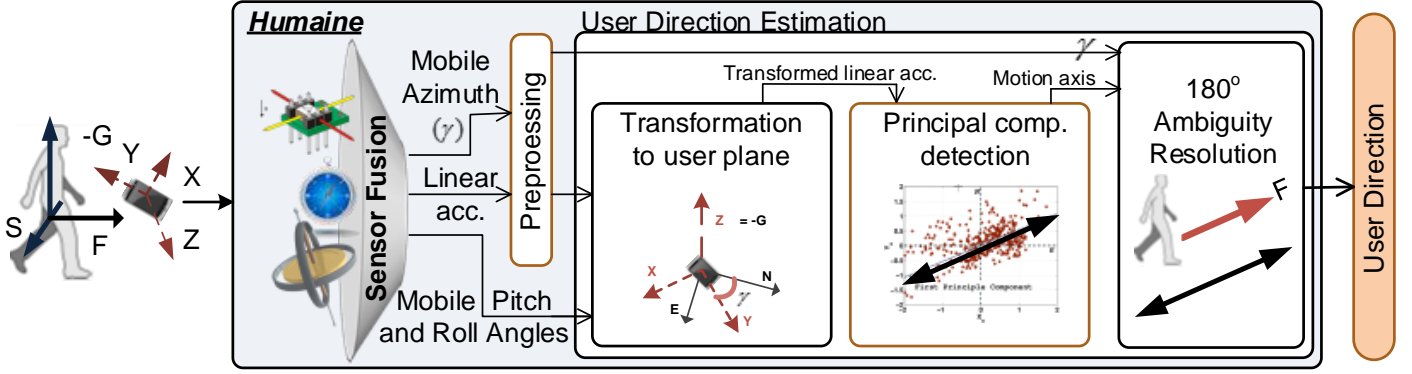 Humaine
User Direction Estimation
-G
Y
X
S
F
Z
Sensor Fusion
Mobile
Azimuth
(γ)
Linear
acc.
Mobile Pitch
and Roll Angles
Preproessing
γ
Transformed linear acc.
Motion axis
Transformation
to user plane
Z
= -G
X
N
E
γ
Y
Principal comp.
detection
First Principle Component
180°
Ambiguity
Resolution
F
User Direction